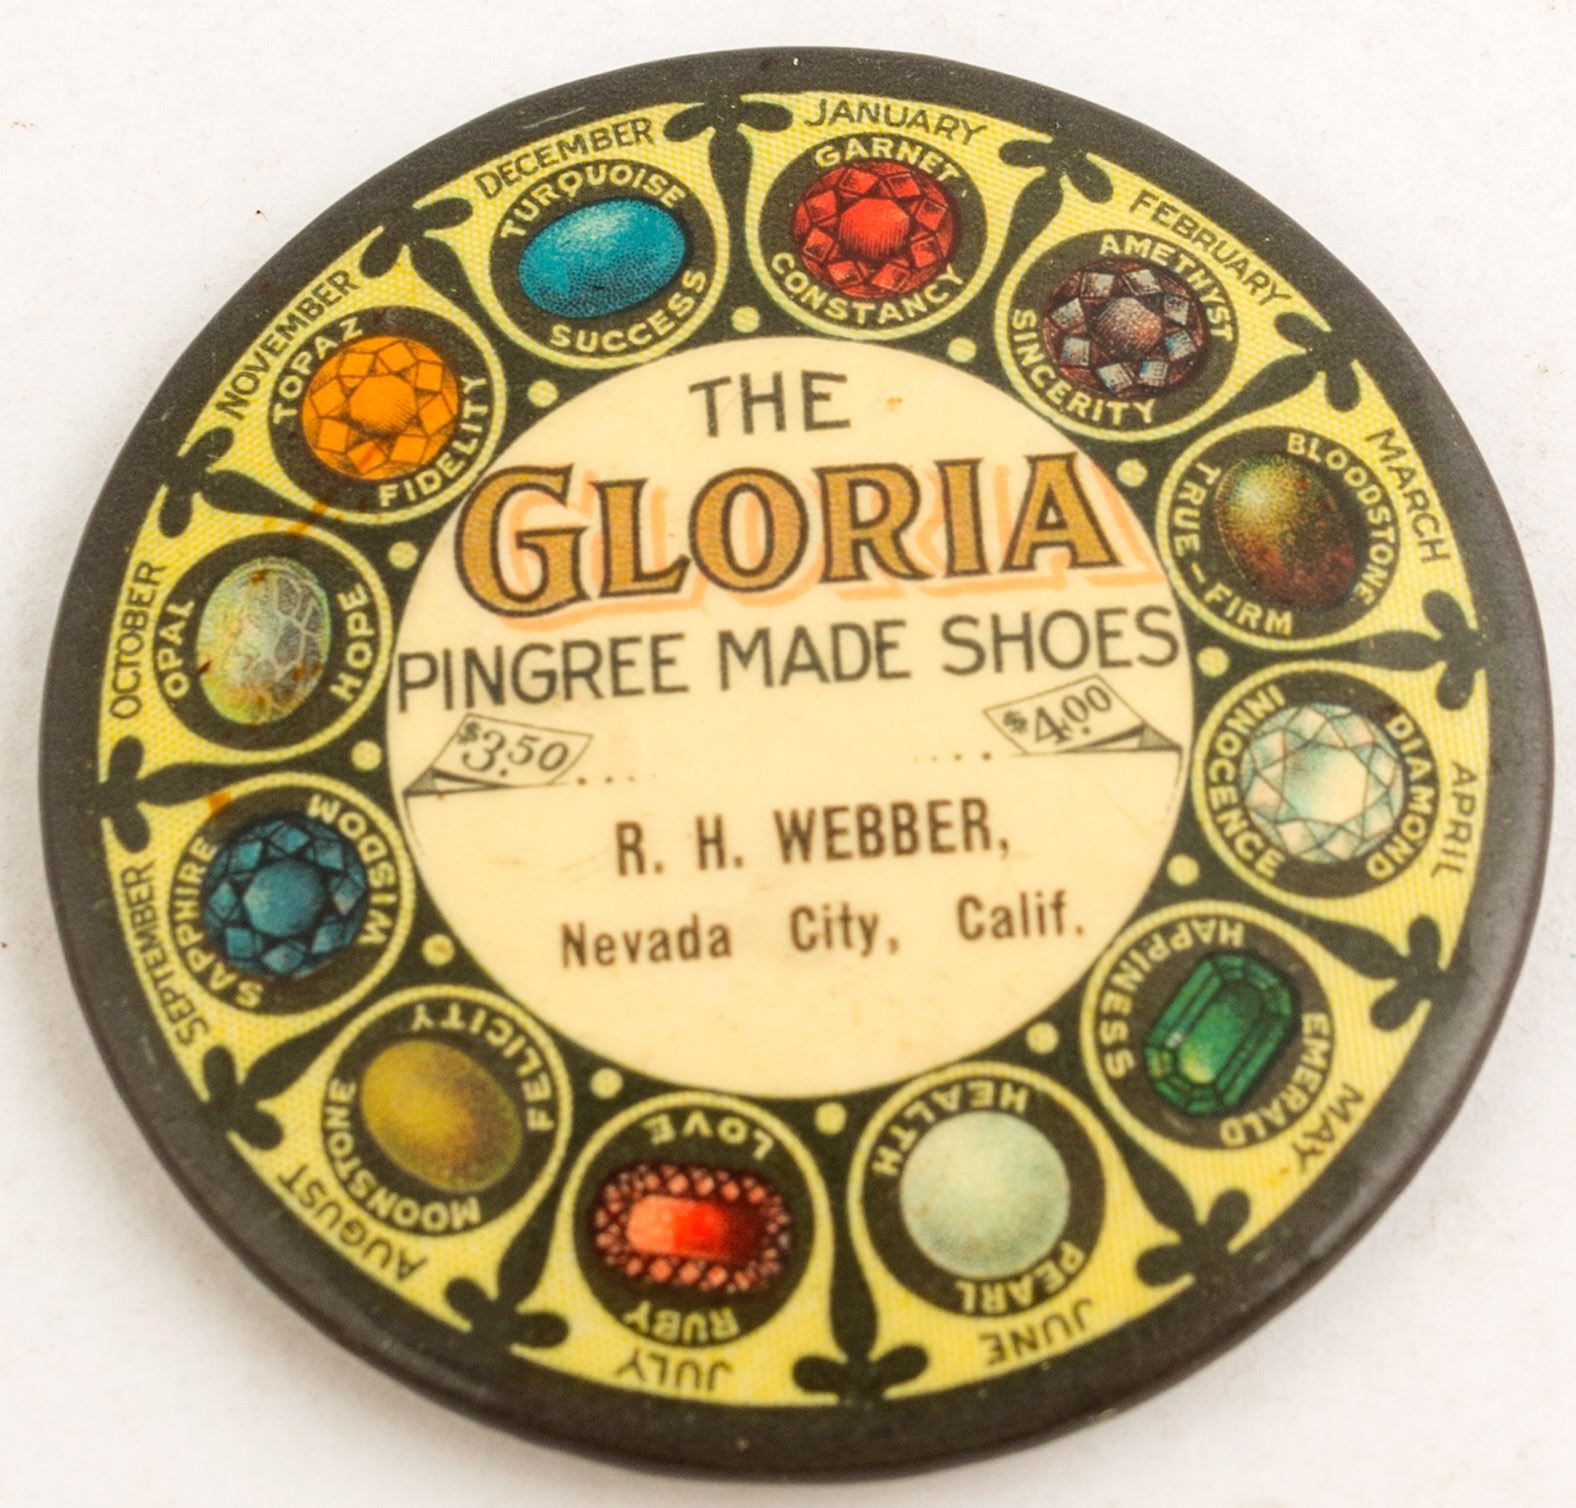 THE
GLORIA
PINGREE MADE SHOES
$3.50 .... .... $4.00
R. H. WEBBER,
Nevada City, Calif.
JANUARY
GARNET
CONSTANCY
FEBRUARY
AMETHYST
SINCERITY
MARCH
BLOODSTONE
TRUE-FIRM
APRIL
DIAMOND
INNOCENCE
MAY
EMERALD
HAPPINESS
JUNE
PEARL
HEALTH
JULY
RUBY
LOVE
AUGUST
MOONSTONE
FELICITY
SEPTEMBER
SAPPHIRE
WISDOM
OCTOBER
OPAL
HOPE
NOVEMBER
TOPAZ
FIDELITY
DECEMBER
TURQUOISE
SUCCESS